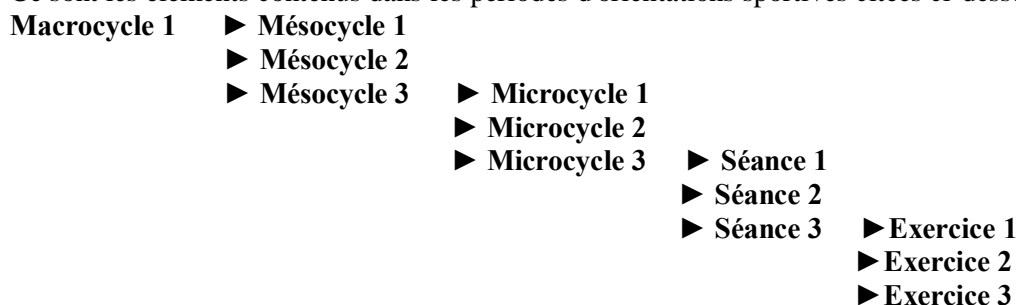 Macrocycle 1 ► Mésocycle 1
► Mésocycle 2
► Mésocycle 3 ► Microcycle 1
► Microcycle 2
► Microcycle 3 ► Séance 1
► Séance 2
► Séance 3 ►Exercice 1
►Exercice 2
►Exercice 3